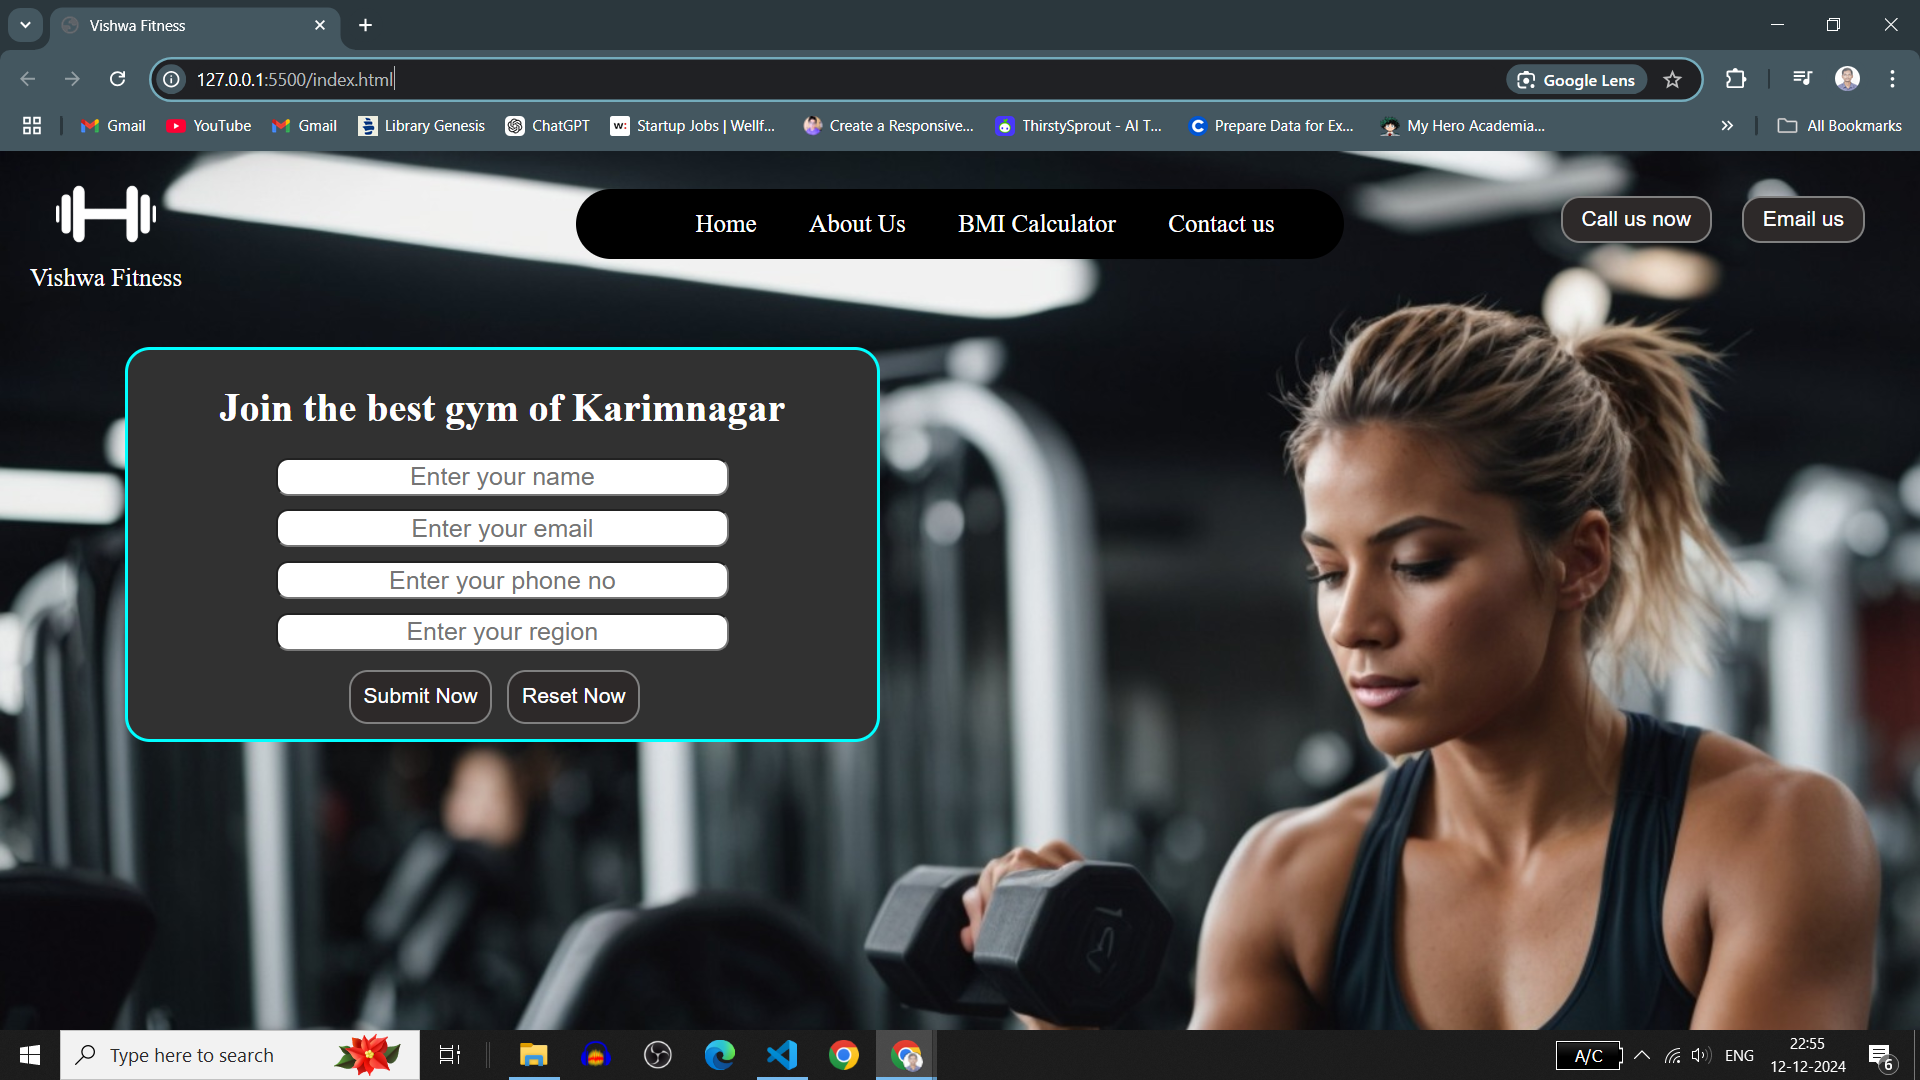 Vishwa Fitness
127.0.0.1:5500/index.html
Google Lens
Gmail
YouTube
Gmail
Library Genesis
ChatGPT
w:
Startup Jobs | Wellf...
Create a Responsive...
ThirstySprout - AI T...
C
Prepare Data for Ex...
My Hero Academia...
All Bookmarks
Vishwa Fitness
Home
About Us
BMI Calculator
Contact us
Call us now
Email us
Join the best gym of Karimnagar
Enter your name
Enter your email
Enter your phone no
Enter your region
Submit Now
Reset Now
Type here to search
A/C
ENG
22:55
12-12-2024
6